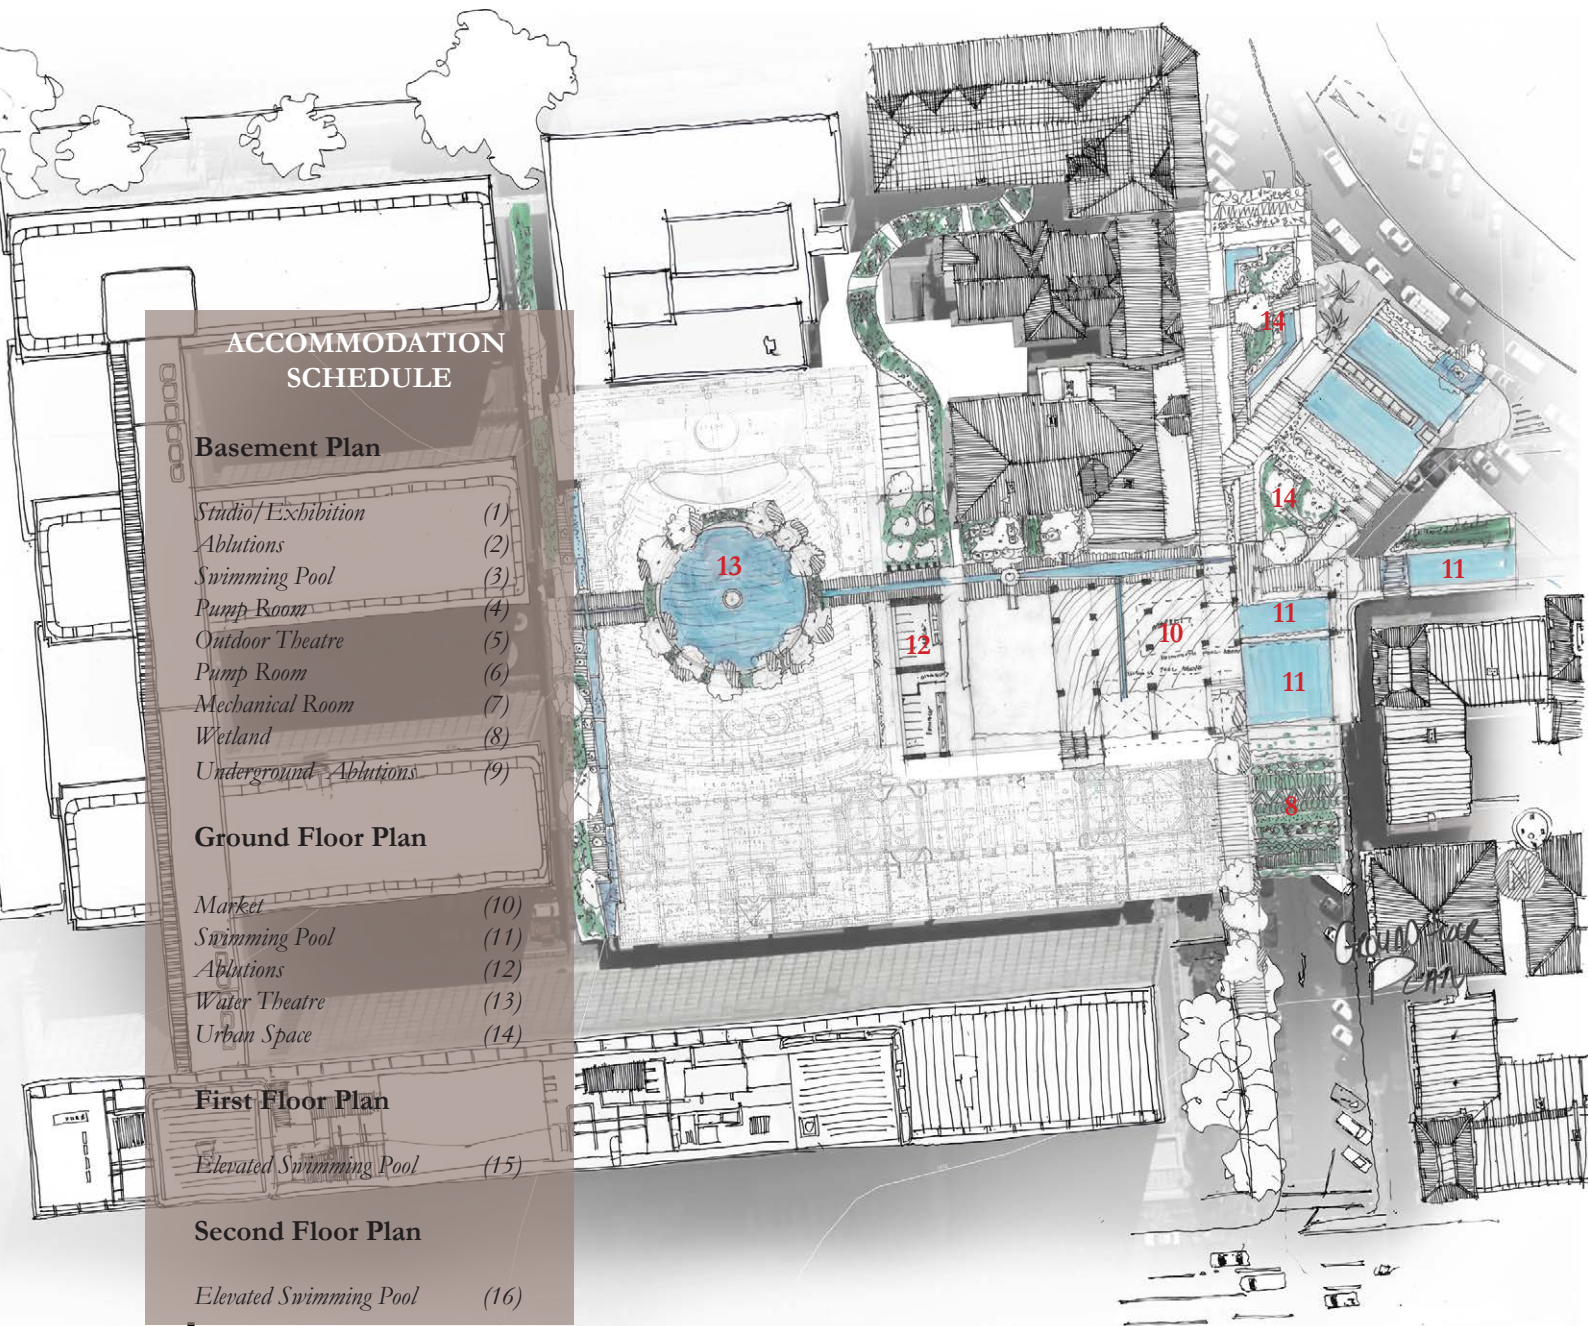 ACCOMMODATION
SCHEDULE
Basement Plan
Studio/Exhibition (1)
Ablutions (2)
Swimming Pool (3)
Pump Room (4)
Outdoor Theatre (5)
Pump Room (6)
Mechanical Room (7)
Wetland (8)
Underground Ablutions (9)
Ground Floor Plan
Market (10)
Swimming Pool (11)
Ablutions (12)
Water Theatre (13)
Urban Space (14)
First Floor Plan
Elevated Swimming Pool (15)
Second Floor Plan
Elevated Swimming Pool (16)
14
14
13
11
11
10
12
11
8
GROUND FLOOR
PLAN